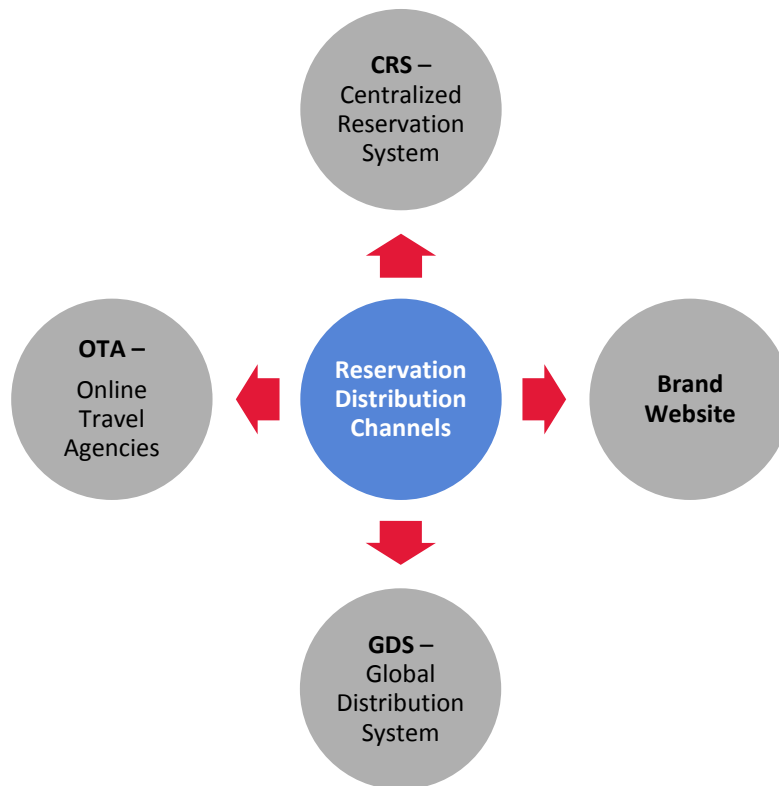 CRS –
Centralized
Reservation
System
OTA –
Online
Travel
Agencies
Reservation
Distribution
Channels
Brand
Website
GDS –
Global
Distribution
System